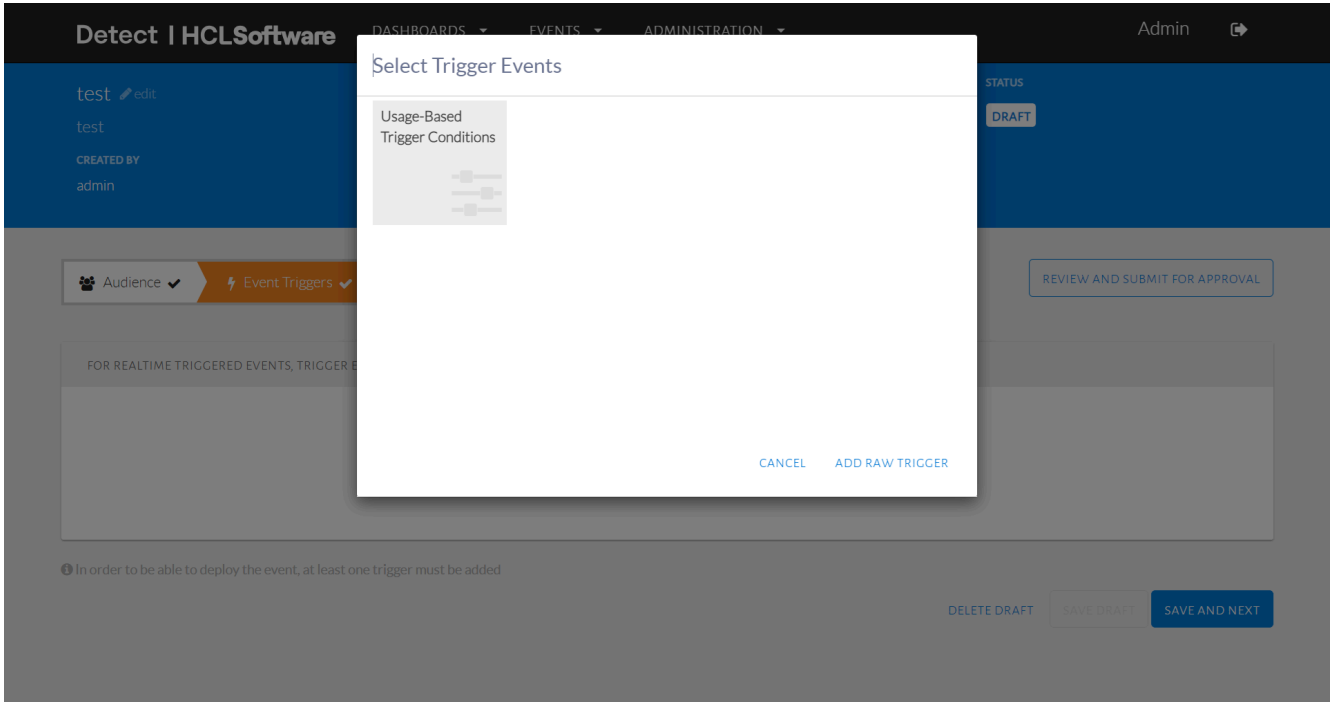 Detect | HCLSoftware DASHBOARDS EVENTS ADMINISTRATION Admin
Select Trigger Events
test edit
test
CREATED BY
admin
STATUS
DRAFT
Usage-Based
Trigger Conditions
Audience Event Triggers
REVIEW AND SUBMIT FOR APPROVAL
FOR REALTIME TRIGGERED EVENTS, TRIGGER E
CANCEL ADD RAW TRIGGER
In order to be able to deploy the event, at least one trigger must be added
DELETE DRAFT SAVE DRAFT SAVE AND NEXT